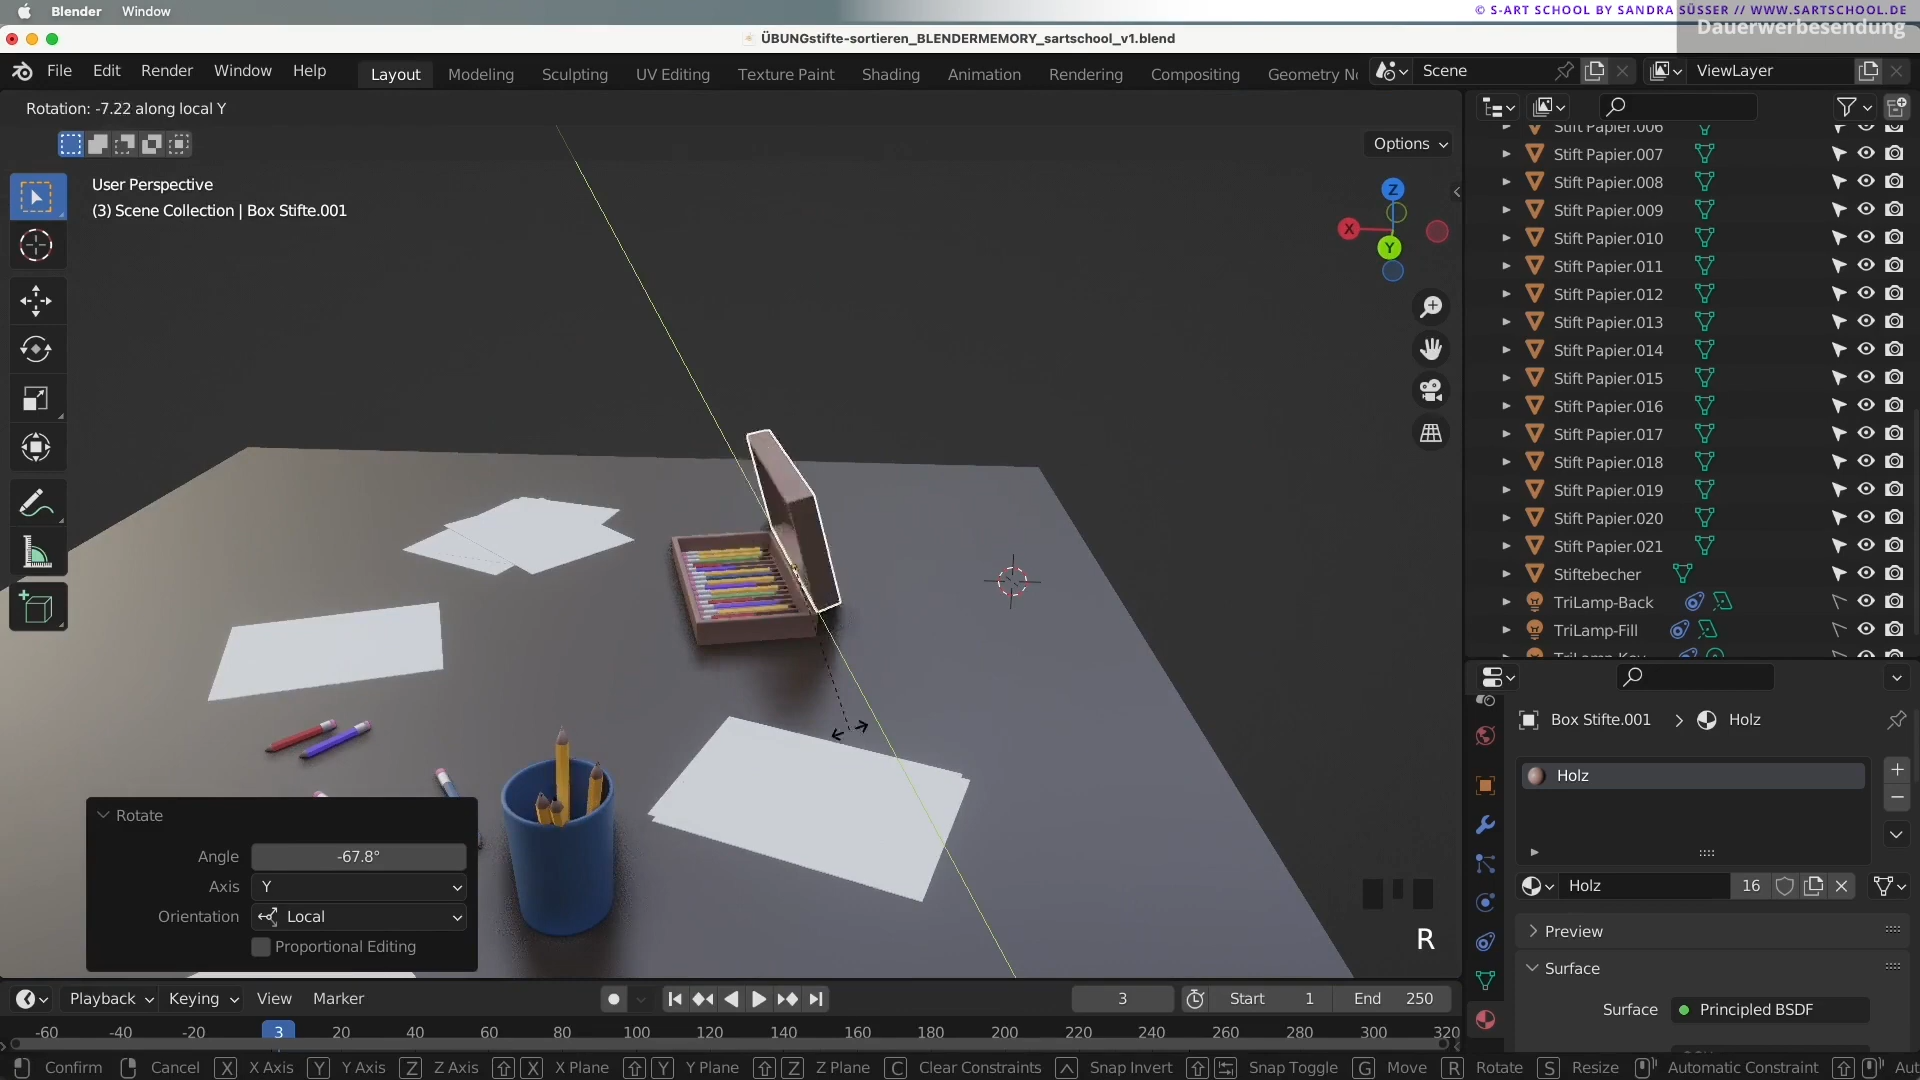 Blender Window
© S-ART SCHOOL BY SANDRA SÜSSER // WWW.SARTSCHOOL.DE
Dauerwerbesendung
ÜBUNGstifte-sortieren_BLENDERMEMORY_sartschool_v1.blend
File Edit Render Window Help
Layout Modeling Sculpting UV Editing Texture Paint Shading Animation Rendering Compositing Geometry No
Scene
ViewLayer
Rotation: -7.22 along local Y
Options
User Perspective
(3) Scene Collection | Box Stifte.001
Z
X
Y
Stift Papier.006
Stift Papier.007
Stift Papier.008
Stift Papier.009
Stift Papier.010
Stift Papier.011
Stift Papier.012
Stift Papier.013
Stift Papier.014
Stift Papier.015
Stift Papier.016
Stift Papier.017
Stift Papier.018
Stift Papier.019
Stift Papier.020
Stift Papier.021
Stiftebecher
TriLamp-Back
TriLamp-Fill
TriLamp-Key
Box Stifte.001 > Holz
Holz
Holz 16
Preview
Surface
Surface Principled BSDF
Rotate
Angle -67.8°
Axis Y
Orientation Local
Proportional Editing
R
Playback Keying View Marker
3
Start 1 End 250
-60 -40 -20 3 20 40 60 80 100 120 140 160 180 200 220 240 260 280 300 320
Confirm Cancel X X Axis Y Y Axis Z Z Axis X X Plane Y Y Plane Z Z Plane C Clear Constraints Snap Invert Snap Toggle G Move R Rotate S Resize Automatic Constraint Aut